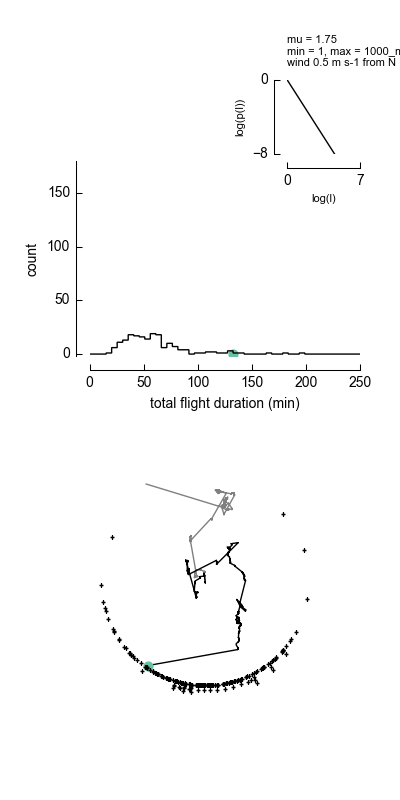 mu = 1.75
min = 1, max = 1000_m
wind 0.5 m s-1 from N
0
log(p(l))
−8
0
7
log(l)
150
100
50
0
count
0
50
100
150
200
250
total flight duration (min)